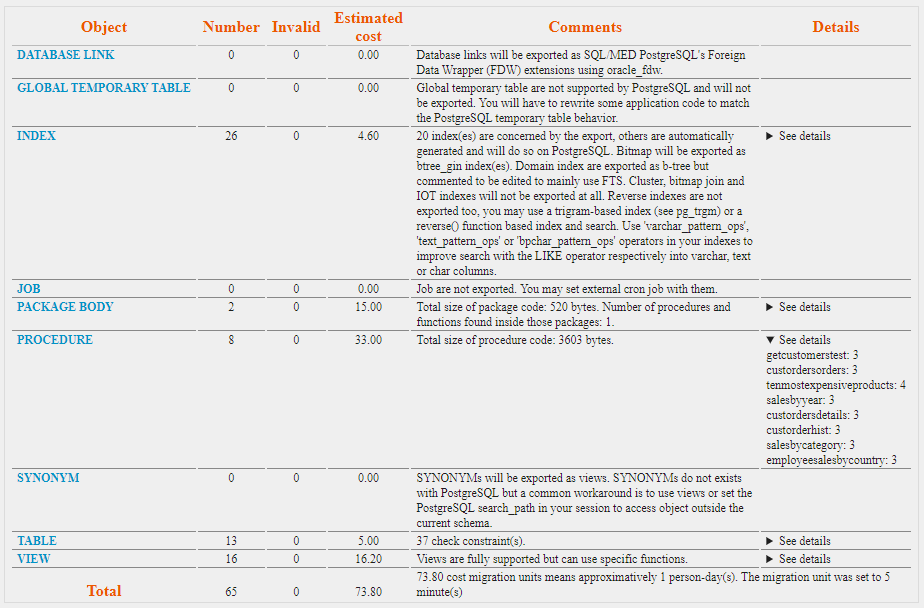 Object Number Invalid Estimated cost Comments Details
DATABASE LINK 0 0 0.00 Database links will be exported as SQL/MED PostgreSQL's Foreign
Data Wrapper (FDW) extensions using oracle_fdw.
GLOBAL TEMPORARY TABLE 0 0 0.00 Global temporary table are not supported by PostgreSQL and will not
be exported. You will have to rewrite some application code to match
the PostgreSQL temporary table behavior.
INDEX 26 0 4.60 20 index(es) are concerned by the export, others are automatically ▶ See details
generated and will do so on PostgreSQL. Bitmap will be exported as
btree_gin index(es). Domain index are exported as b-tree but
commented to be edited to mainly use FTS. Cluster, bitmap join and
IOT indexes will not be exported at all. Reverse indexes are not
exported too, you may use a trigram-based index (see pg_trgm) or a
reverse() function based index and search. Use 'varchar_pattern_ops',
'text_pattern_ops' or 'bpchar_pattern_ops' operators in your indexes to
improve search with the LIKE operator respectively into varchar, text
or char columns.
JOB 0 0 0.00 Job are not exported. You may set external cron job with them.
PACKAGE BODY 2 0 15.00 Total size of package code: 520 bytes. Number of procedures and ▶ See details
functions found inside those packages: 1.
PROCEDURE 8 0 33.00 Total size of procedure code: 3603 bytes. ▼ See details
getcustomerstest: 3
custordersorders: 3
tenmostexpensiveproducts: 4
salesbyyear: 3
custordersdetails: 3
custorderhist: 3
salesbycategory: 3
employeesalesbycountry: 3
SYNONYM 0 0 0.00 SYNONYMs will be exported as views. SYNONYMs do not exists
with PostgreSQL but a common workaround is to use views or set the
PostgreSQL search_path in your session to access object outside the
current schema.
TABLE 13 0 5.00 37 check constraint(s). ▶ See details
VIEW 16 0 16.20 Views are fully supported but can use specific functions. ▶ See details
Total 65 0 73.80 73.80 cost migration units means approximatively 1 person-day(s). The migration unit was set to 5
minute(s)